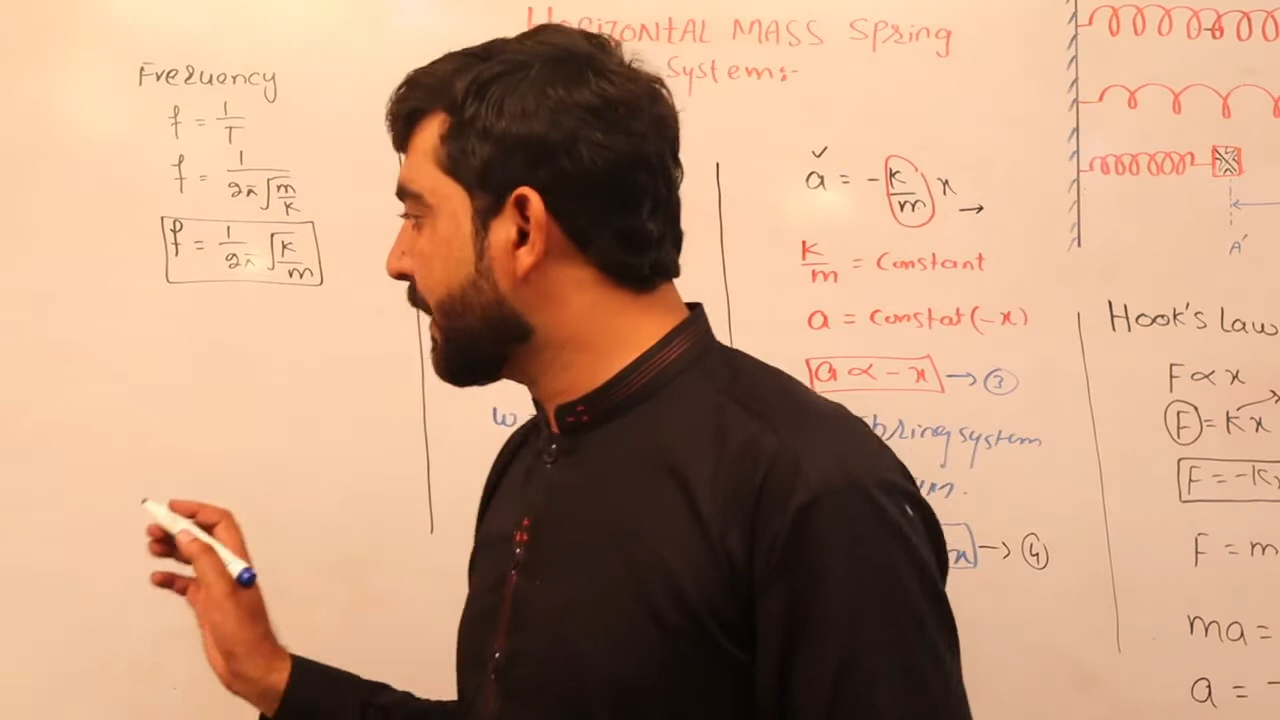 Frequency
f = 1/T
f = 1/2π√m/k
f = 1/2π√k/m
HORIZONTAL MASS Spring
Systems:-
a = -k/m x →
k/m = Constant
a = Constat(-x)
a ∝ -x → ③
ω
Spring system
→ ④
A′
Hook's Law
F ∝ x
F = Kx
F = -Kx
F = m
ma =
a = -